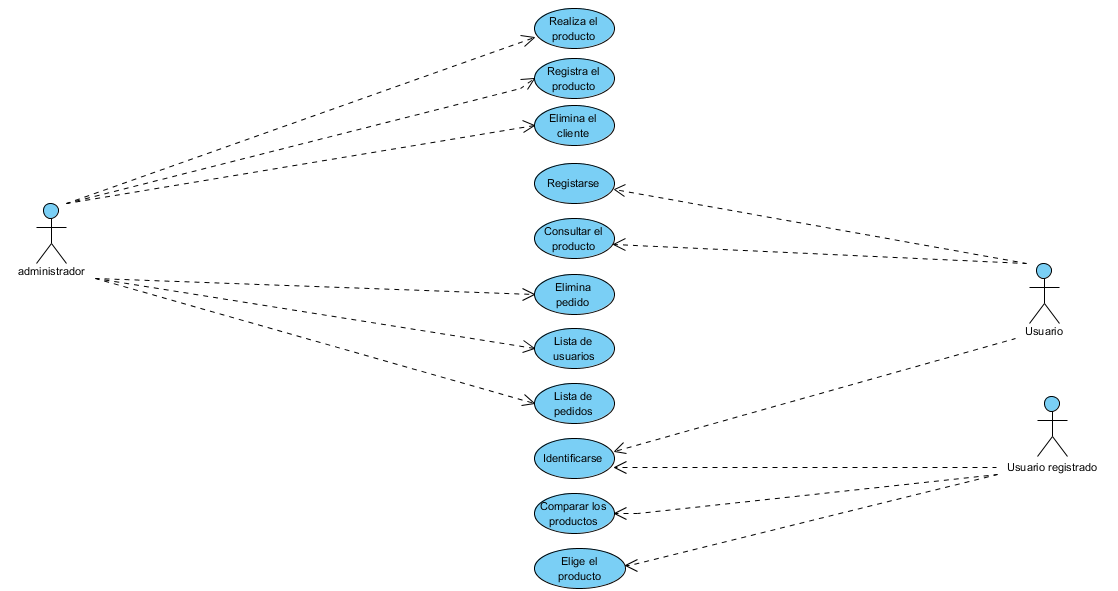 Realiza el
producto
Registra el
producto
Elimina el
cliente
Registarse
Consultar el
producto
administrador
Elimina
pedido
Usuario
Lista de
usuarios
Lista de
pedidos
Identificarse
Usuario registrado
Comparar los
productos
Elige el
producto